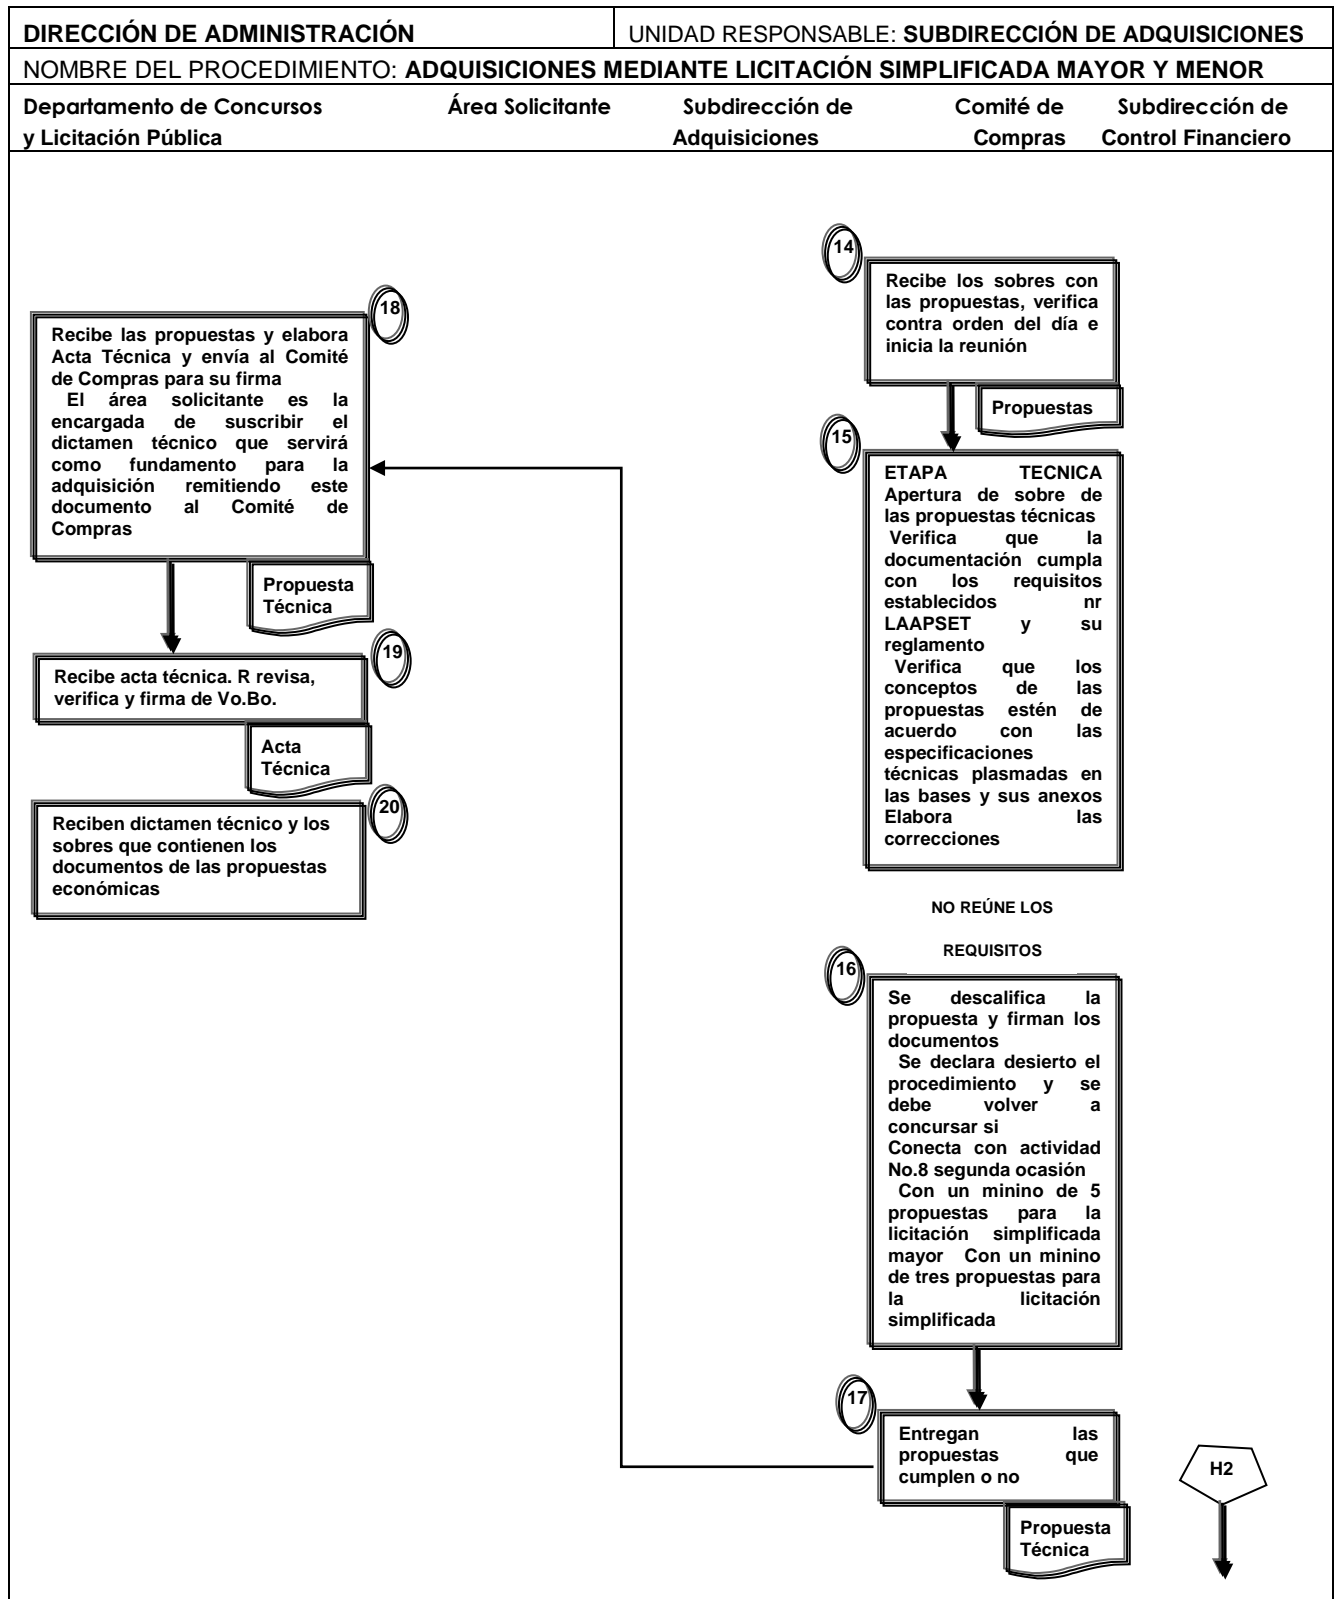 DIRECCIÓN DE ADMINISTRACIÓN
UNIDAD RESPONSABLE: SUBDIRECCIÓN DE ADQUISICIONES
NOMBRE DEL PROCEDIMIENTO: ADQUISICIONES MEDIANTE LICITACIÓN SIMPLIFICADA MAYOR Y MENOR
Departamento de Concursos
y Licitación Pública
Área Solicitante
Subdirección de
Adquisiciones
Comité de
Compras
Subdirección de
Control Financiero
14
Recibe los sobres con
las propuestas, verifica
contra orden del día e
inicia la reunión
Propuestas
15
ETAPA TECNICA
Apertura de sobre de
las propuestas técnicas
Verifica que la
documentación cumpla
con los requisitos
establecidos nr
LAAPSET y su
reglamento
Verifica que los
conceptos de las
propuestas estén de
acuerdo con las
especificaciones
técnicas plasmadas en
las bases y sus anexos
Elabora las
correcciones
NO REÚNE LOS
REQUISITOS
16
Se descalifica la
propuesta y firman los
documentos
Se declara desierto el
procedimiento y se
debe volver a
concursar si
Conecta con actividad
No.8 segunda ocasión
Con un minino de 5
propuestas para la
licitación simplificada
mayor Con un minino
de tres propuestas para
la licitación
simplificada
17
Entregan las
propuestas que
cumplen o no
Propuesta
Técnica
H2
18
Recibe las propuestas y elabora
Acta Técnica y envía al Comité
de Compras para su firma
El área solicitante es la
encargada de suscribir el
dictamen técnico que servirá
como fundamento para la
adquisición remitiendo este
documento al Comité de
Compras
Propuesta
Técnica
19
Recibe acta técnica. R revisa,
verifica y firma de Vo.Bo.
Acta
Técnica
20
Reciben dictamen técnico y los
sobres que contienen los
documentos de las propuestas
económicas